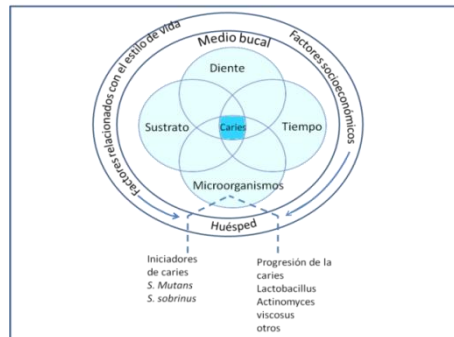 Factores relacionados con el estilo de vida
Factores socioeconómicos
Medio bucal
Diente
Sustrato
Caries
Tiempo
Microorganismos
Huésped
Iniciadores
de caries
S. Mutans
S. sobrinus
Progresión de la
caries
Lactobacillus
Actinomyces
viscosus
otros